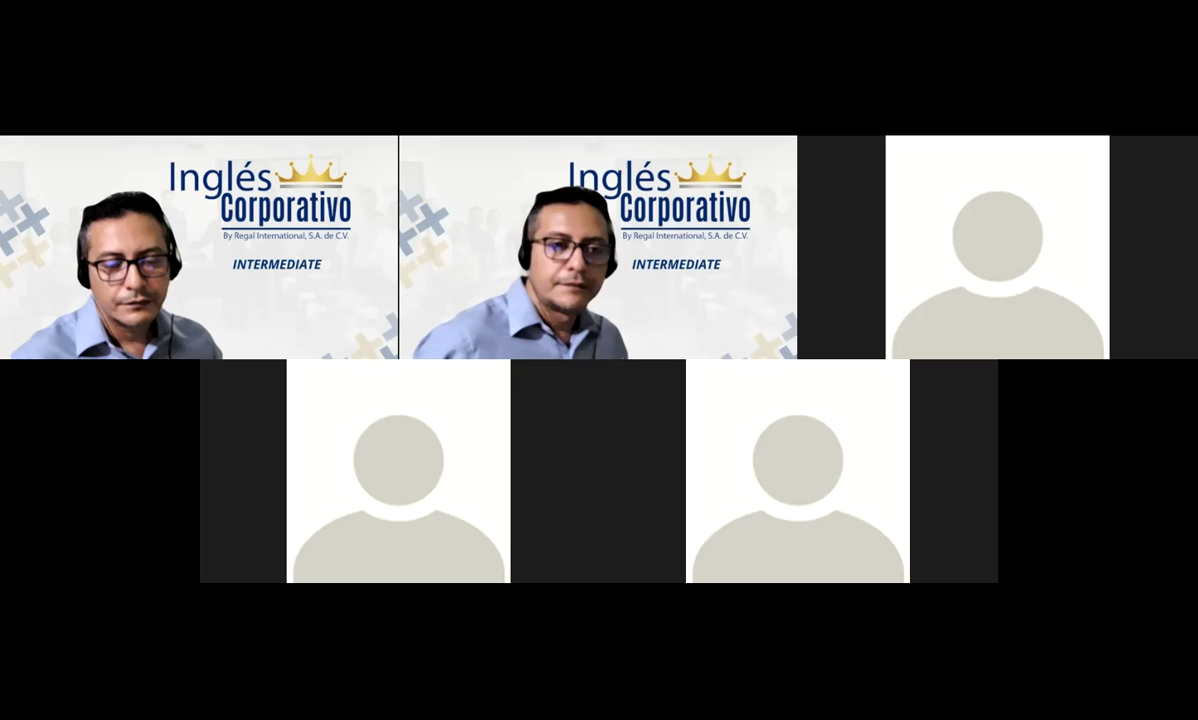 Inglés
Corporativo
By Regal International, S.A. de C.V.
INTERMEDIATE
Inglés
Corporativo
By Regal International, S.A. de C.V.
INTERMEDIATE